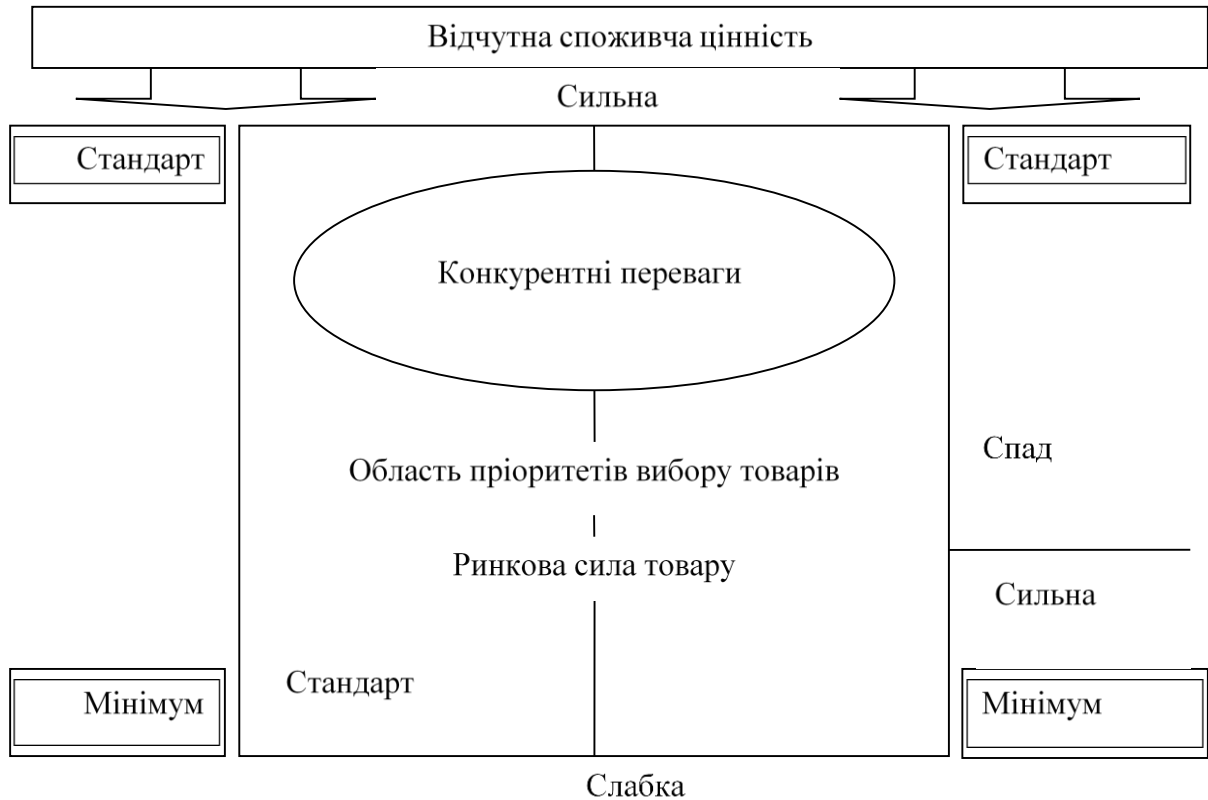 Відчутна споживча цінність
Сильна
Стандарт
Стандарт
Конкурентні переваги
Спад
Область пріоритетів вибору товарів
Ринкова сила товару
Сильна
Стандарт
Мінімум
Мінімум
Слабка